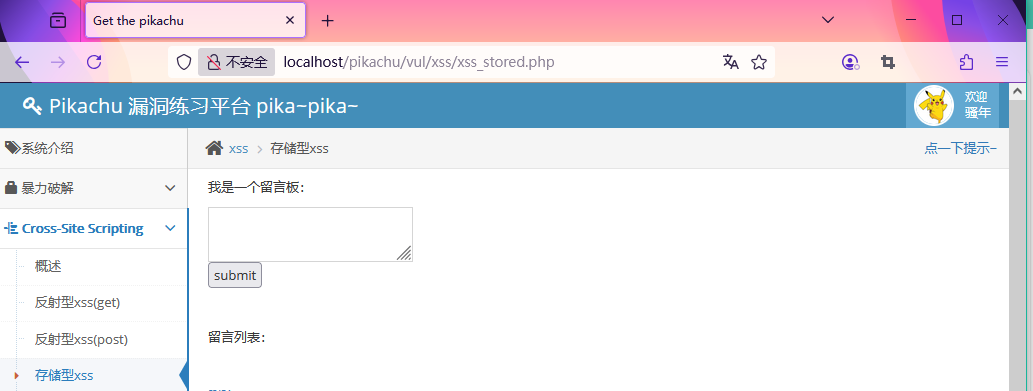 Get the pikachu
不安全
localhost/pikachu/vul/xss/xss_stored.php
Pikachu 漏洞练习平台 pika~pika~
欢迎
骚年
系统介绍
xss
存储型xss
点一下提示~
暴力破解
我是一个留言板：
Cross-Site Scripting
submit
概述
反射型xss(get)
反射型xss(post)
留言列表：
存储型xss